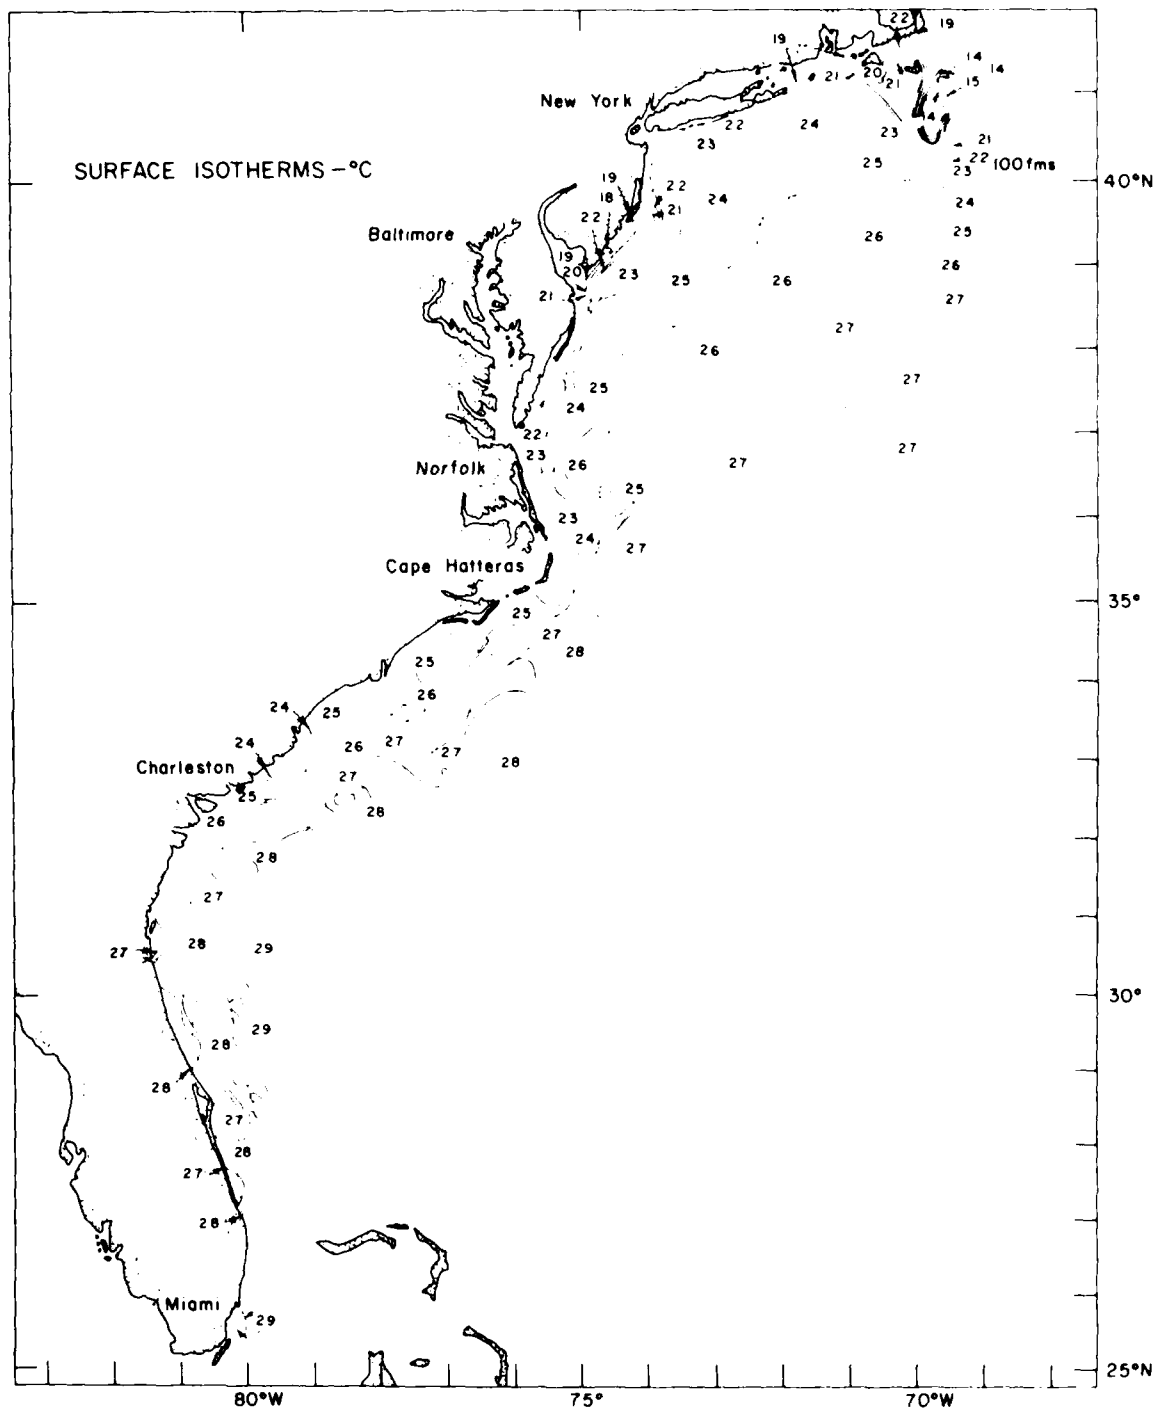 22 19
19
14
14
21 20 21 15
New York
22 24 23 14
23 21
22 100 fms
SURFACE ISOTHERMS – °C
25 23
40°N
19 22
18 24 24
22 21
Baltimore
26 25
19
20 23 25 26 26
21 27
27
26
27
25
24
22
23 27
Norfolk 26 27
25
23
24 27
Cape Hatteras
35°
25
27
28
25
26
24 25
24 26 27 27
28
Charleston
27
25
28
26
28
27
27 28 29
30°
29
28
28
27
28
27
28
Miami
29
25°N
80°W 75° 70°W